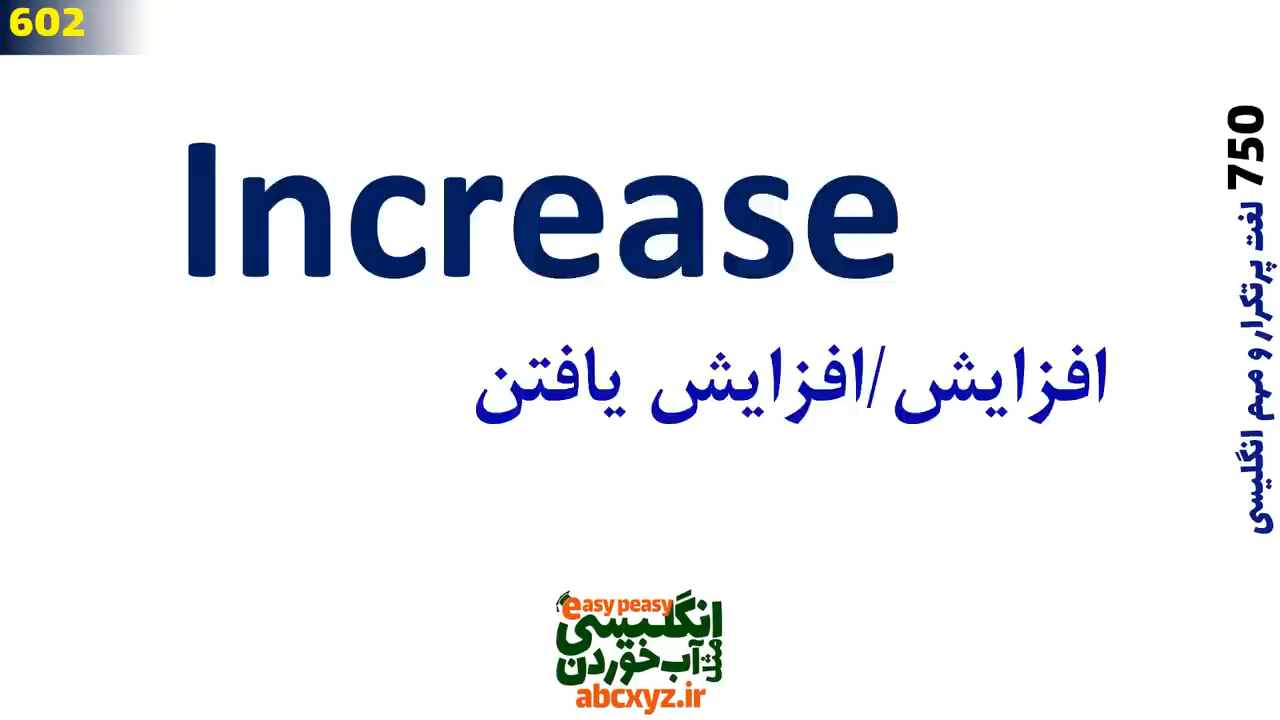 602
Increase
افزایش/افزایش یافتن
750 لغت پرتکرار و مهم انگلیسی
easy peasy
انگلیسی
مثل آب خوردن
abcxyz.ir